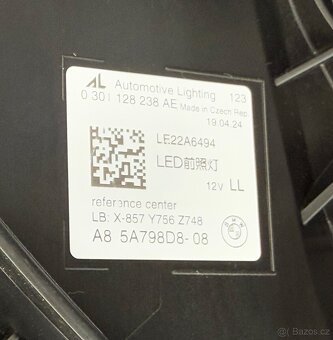 AL Automotive Lighting 123
0 301 128 238 AE Made in Czech Rep.
19.04.24
LE22A6494
LED前照灯
12V LL
reference center
LB: X-857 Y756 Z748
A8 5A798D8-08
BMW
© Bazos.cz